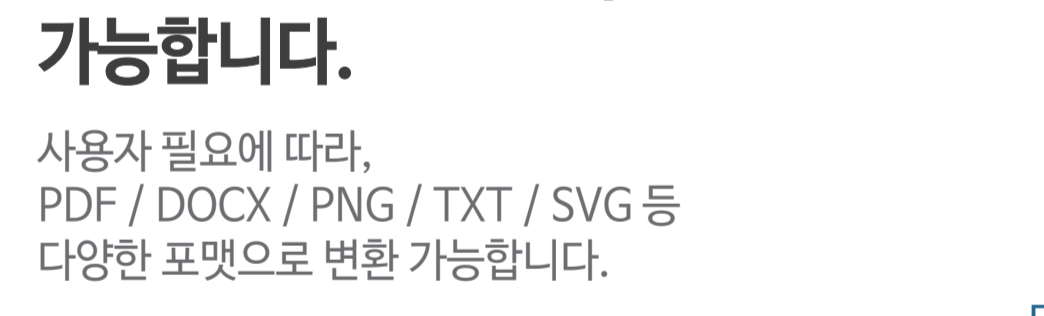 가능합니다.
사용자 필요에 따라,
PDF / DOCX / PNG / TXT / SVG 등
다양한 포맷으로 변환 가능합니다.